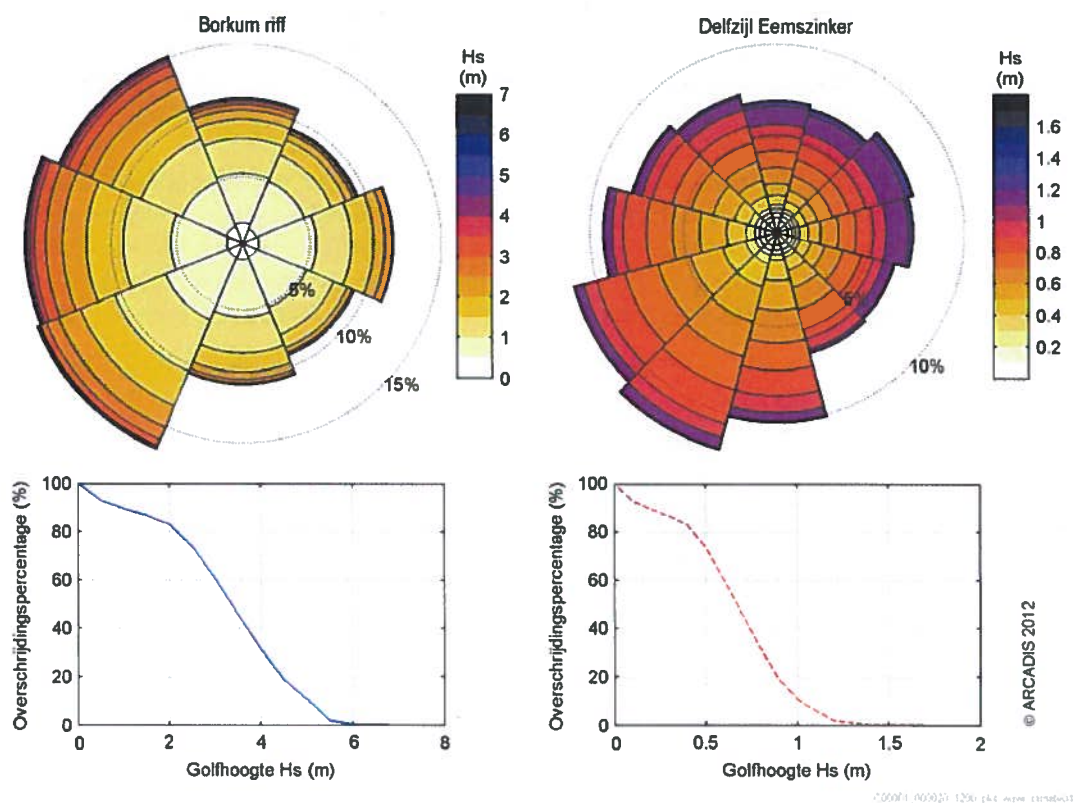 Borkum riff
Hs
(m)
7
6
5
4
3
2
1
0
5%
10%
15%
Delfzijl Eemszinker
Hs
(m)
1.6
1.4
1.2
1
0.8
0.6
0.4
0.2
5%
10%
Overschrijdingspercentage (%)
100
80
60
40
20
0
0 2 4 6 8
Golfhoogte Hs (m)
Overschrijdingspercentage (%)
100
80
60
40
20
0
0 0.5 1 1.5 2
Golfhoogte Hs (m)
© ARCADIS 2012